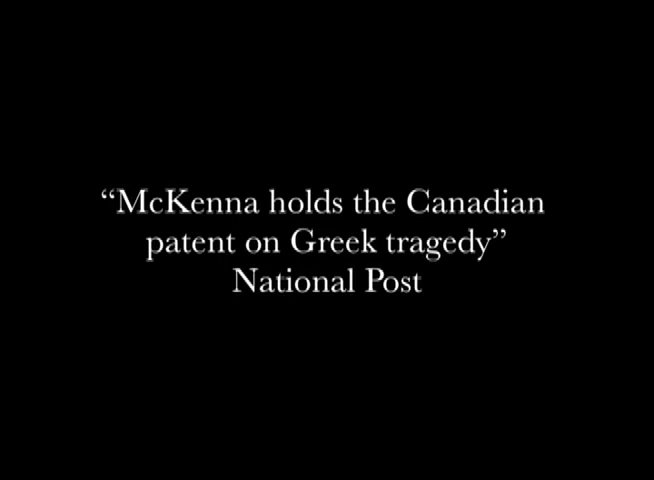 “McKenna holds the Canadian
patent on Greek tragedy”
National Post